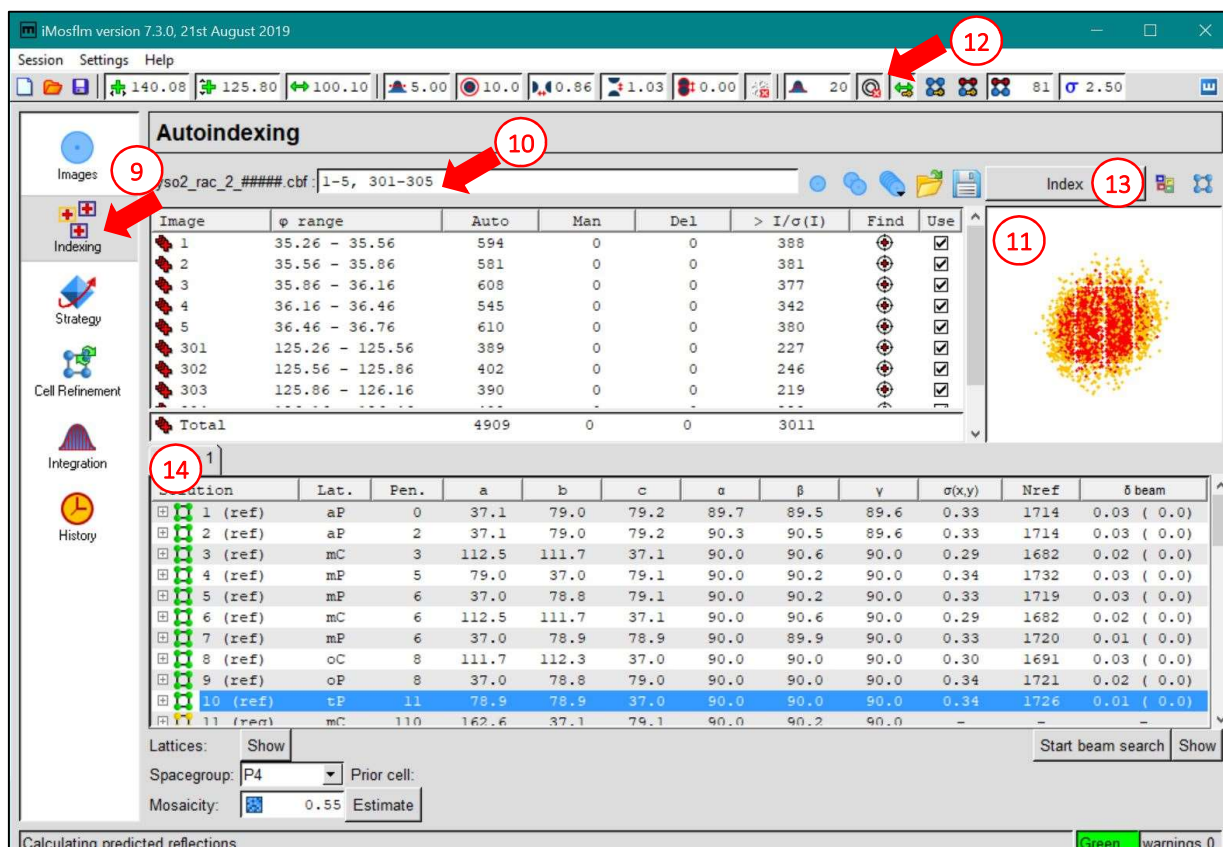 iMosflm version 7.3.0, 21st August 2019
12
Session Settings Help
140.08 125.80 100.10 5.00 10.0 0.86 1.03 0.00 20 81 σ 2.50
Autoindexing
9
10
Images
yso2_rac_2_#####.cbf : 1-5, 301-305
Index
13
Image φ range Auto Man Del > I/σ(I) Find Use
11
1 35.26 - 35.56 594 0 0 388
Indexing
2 35.56 - 35.86 581 0 0 381
3 35.86 - 36.16 608 0 0 377
4 36.16 - 36.46 545 0 0 342
Strategy
5 36.46 - 36.76 610 0 0 380
301 125.26 - 125.56 389 0 0 227
302 125.56 - 125.86 402 0 0 246
Cell Refinement
303 125.86 - 126.16 390 0 0 219
Total 4909 0 0 3011
Integration
14
1
Lat. Pen. a b c α β γ σ(x,y) Nref δ beam
1 (ref) aP 0 37.1 79.0 79.2 89.7 89.5 89.6 0.33 1714 0.03 ( 0.0)
History
2 (ref) aP 2 37.1 79.0 79.2 90.3 90.5 89.6 0.33 1714 0.03 ( 0.0)
3 (ref) mC 3 112.5 111.7 37.1 90.0 90.6 90.0 0.29 1682 0.02 ( 0.0)
4 (ref) mP 5 79.0 37.0 79.1 90.0 90.2 90.0 0.34 1732 0.03 ( 0.0)
5 (ref) mP 6 37.0 78.8 79.1 90.0 90.2 90.0 0.33 1719 0.03 ( 0.0)
6 (ref) mC 6 112.5 111.7 37.1 90.0 90.6 90.0 0.29 1682 0.02 ( 0.0)
7 (ref) mP 6 37.0 78.9 78.9 90.0 89.9 90.0 0.33 1720 0.01 ( 0.0)
8 (ref) oC 8 111.7 112.3 37.0 90.0 90.0 90.0 0.30 1691 0.03 ( 0.0)
9 (ref) oP 8 37.0 78.8 79.0 90.0 90.0 90.0 0.34 1721 0.02 ( 0.0)
10 (ref) tP 11 78.9 78.9 37.0 90.0 90.0 90.0 0.34 1726 0.01 ( 0.0)
11 (reg) mC 110 162.6 37.1 79.1 90.0 90.2 90.0 - - -
Lattices: Show
Start beam search Show
Spacegroup: P4 Prior cell:
Mosaicity: 0.55 Estimate
Calculating predicted reflections
Green warnings 0